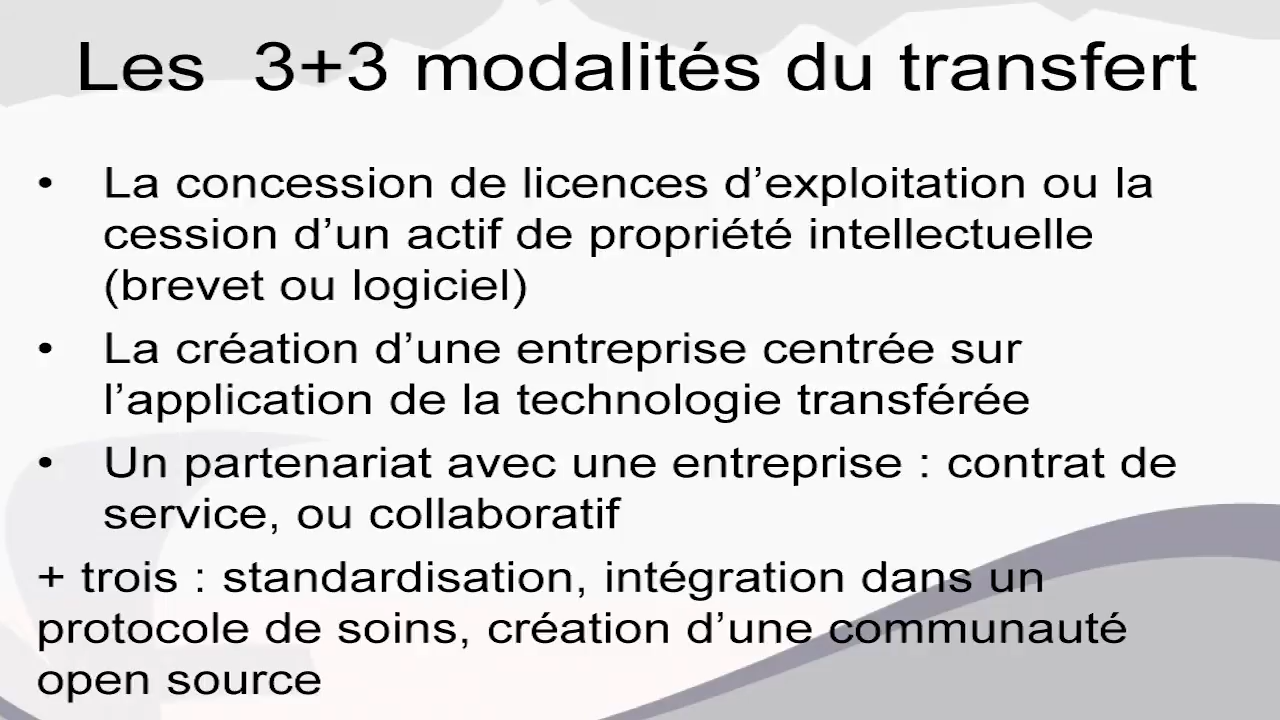 Les 3+3 modalités du transfert
• La concession de licences d’exploitation ou la
cession d’un actif de propriété intellectuelle
(brevet ou logiciel)
• La création d’une entreprise centrée sur
l’application de la technologie transférée
• Un partenariat avec une entreprise : contrat de
service, ou collaboratif
+ trois : standardisation, intégration dans un
protocole de soins, création d’une communauté
open source